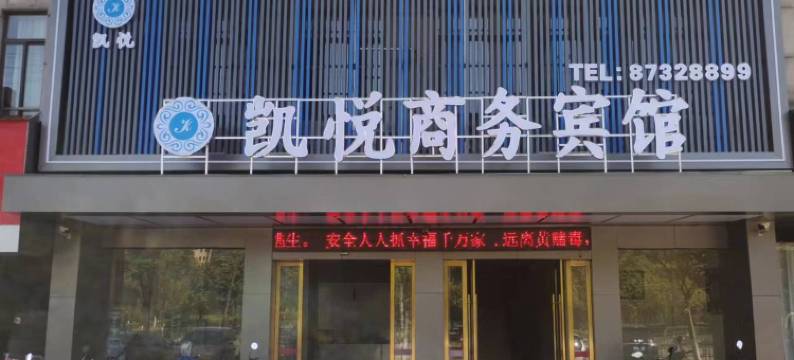 凯悦
TEL:87328899
凯悦商务宾馆
生。 安全人人抓幸福千万家、远离黄赌毒,